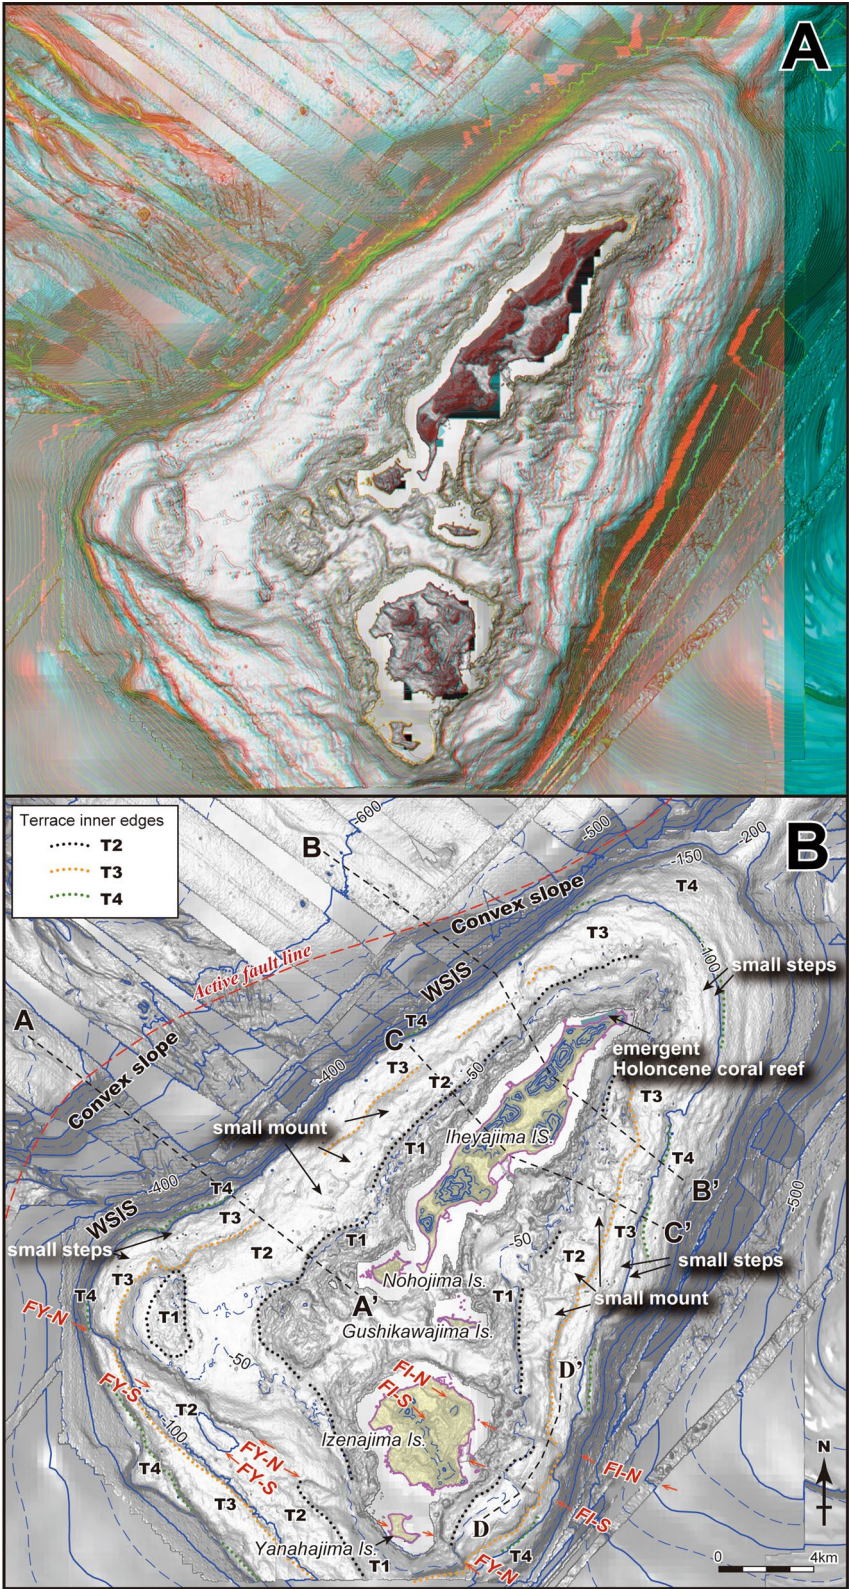 A
Terrace inner edges
T2
T3
T4
B
-600
-500
-200
B
-150
T4
Convex slope
T3
-100
Active fault line
small steps
WSIS
A
T4
C
emergent
Holoncene coral reef
-400
T3
T2
-50
T3
Convex slope
small mount
T1
Iheyajima IS.
T4
B'
-400
-500
T4
WSIS
T3
T1
-50
T3
C'
small steps
T2
T2
small steps
T3
Nohojima Is.
T4
T1
A'
T1
small mount
FY-N
Gushikawajima Is.
-50
FI-N
D'
FY-S
FI-S
T2
-100
Izenajima Is.
FY-N
N
T4
FY-S
FI-N
T3
T2
D
FI-S
Yanahajima Is.
T4
T1
FY-N
0 4km